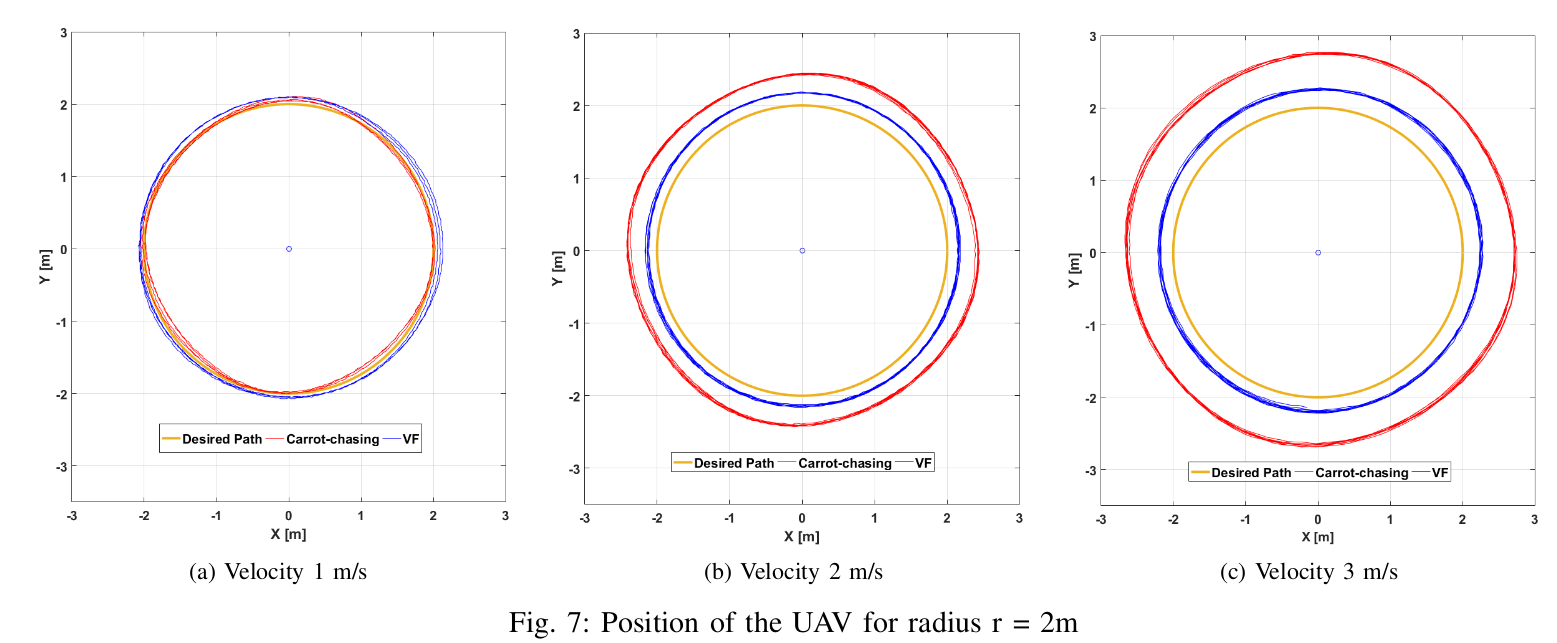 3
2
1
0
-1
-2
-3
Y [m]
-3 -2 -1 0 1 2 3
X [m]
Desired Path Carrot-chasing VF
(a) Velocity 1 m/s
3
2
1
0
-1
-2
-3
Y [m]
-3 -2 -1 0 1 2 3
X [m]
Desired Path Carrot-chasing VF
(b) Velocity 2 m/s
3
2
1
0
-1
-2
-3
Y [m]
-3 -2 -1 0 1 2 3
X [m]
Desired Path Carrot-chasing VF
(c) Velocity 3 m/s
Fig. 7: Position of the UAV for radius r = 2m